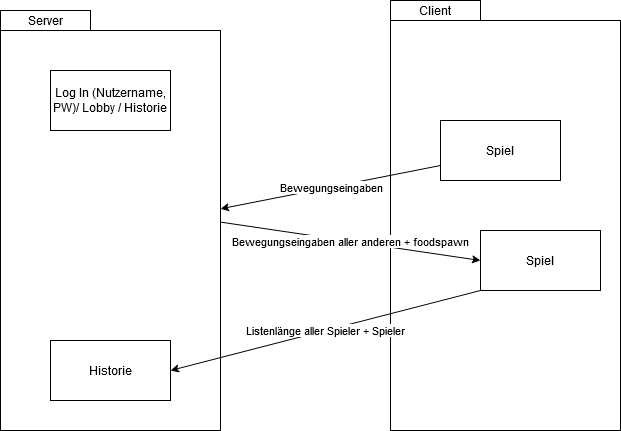 Server
Client
Log In (Nutzername,
PW)/ Lobby / Historie
Spiel
Bewegungseingaben
Bewegungseingaben aller anderen + foodspawn
Spiel
Listenlänge aller Spieler + Spieler
Historie